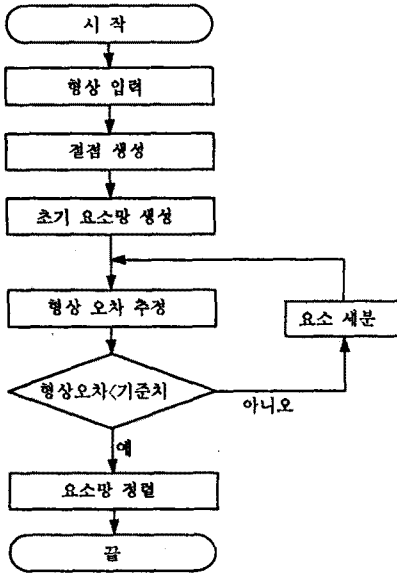 시 작
형상 입력
절점 생성
초기 요소망 생성
형상 오차 추정
요소 세분
형상오차<기준치
아니오
예
요소망 정렬
끝